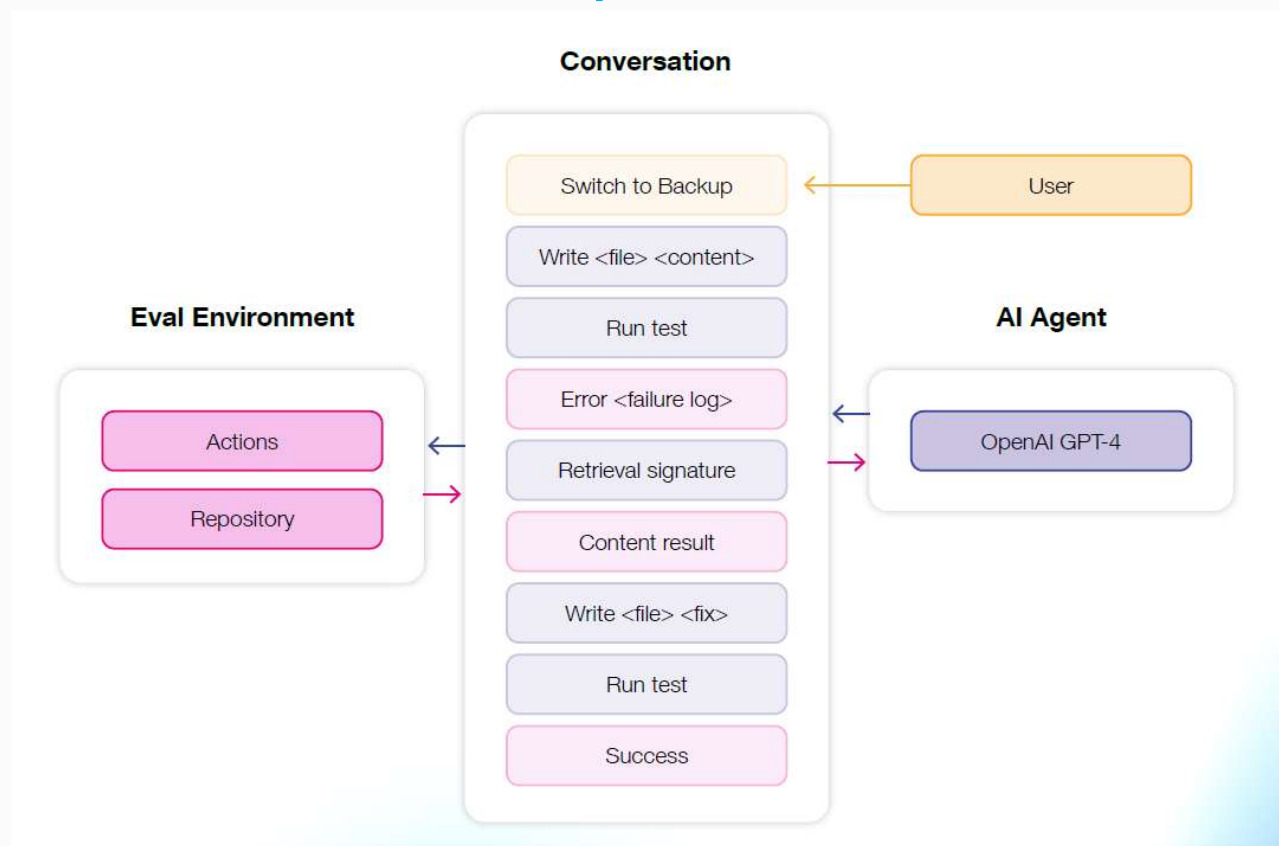 Conversation
Switch to Backup
User
Write <file> <content>
Eval Environment
Run test
AI Agent
Error <failure log>
Actions
OpenAI GPT-4
Retrieval signature
Repository
Content result
Write <file> <fix>
Run test
Success